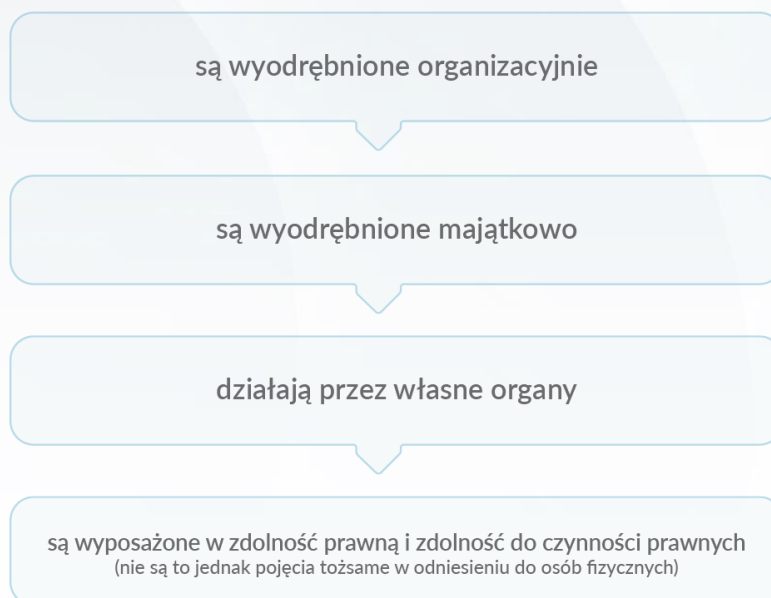 są wyodrębnione organizacyjnie
są wyodrębnione majątkowo
działają przez własne organy
są wyposażone w zdolność prawną i zdolność do czynności prawnych
(nie są to jednak pojęcia tożsame w odniesieniu do osób fizycznych)